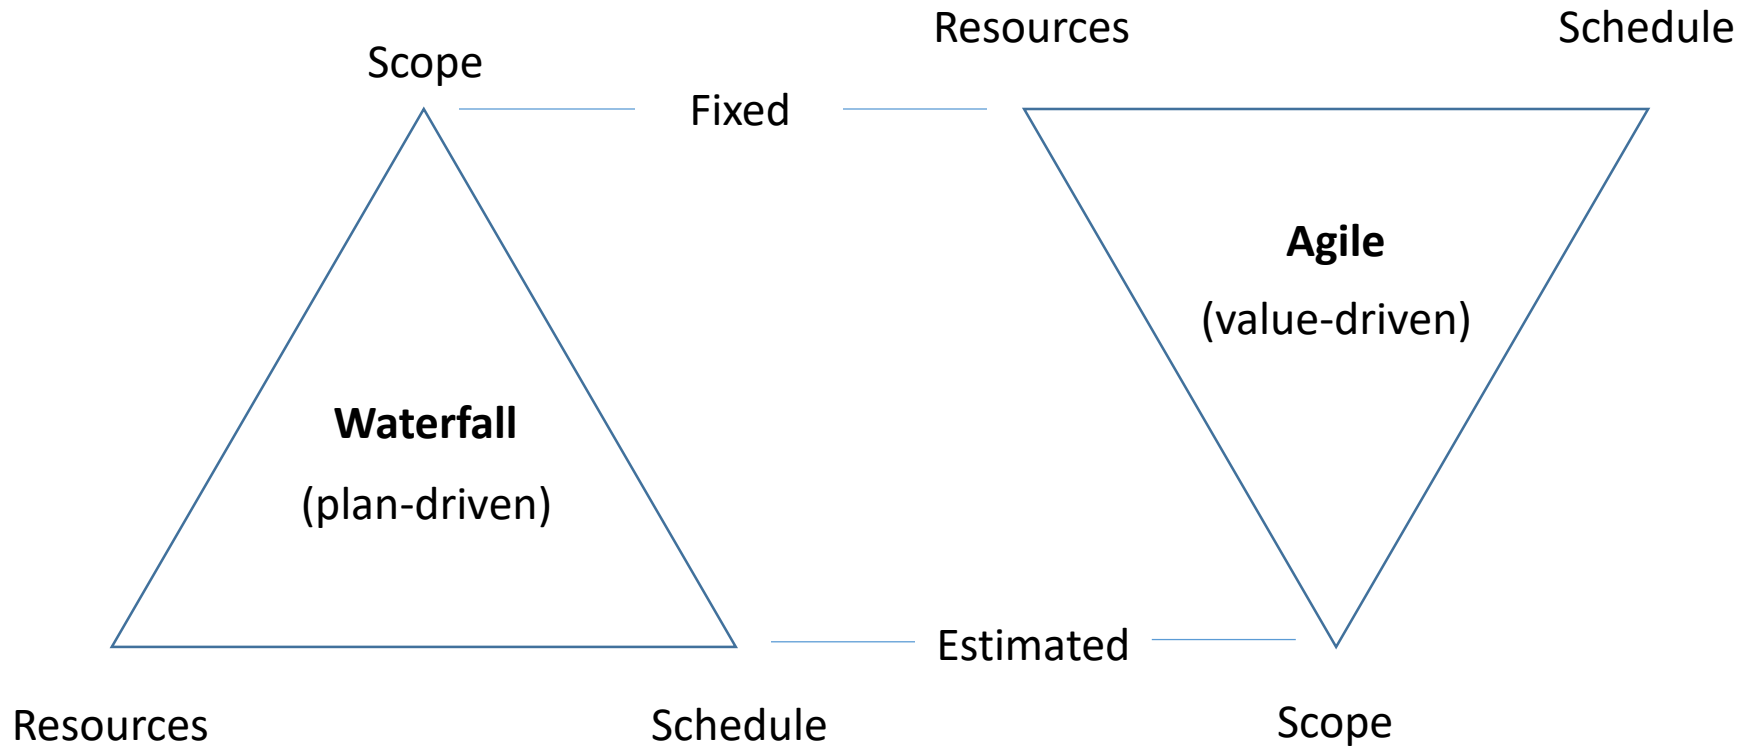 Resources
Schedule
Scope
Fixed
Agile
(value-driven)
Waterfall
(plan-driven)
Estimated
Resources
Schedule
Scope